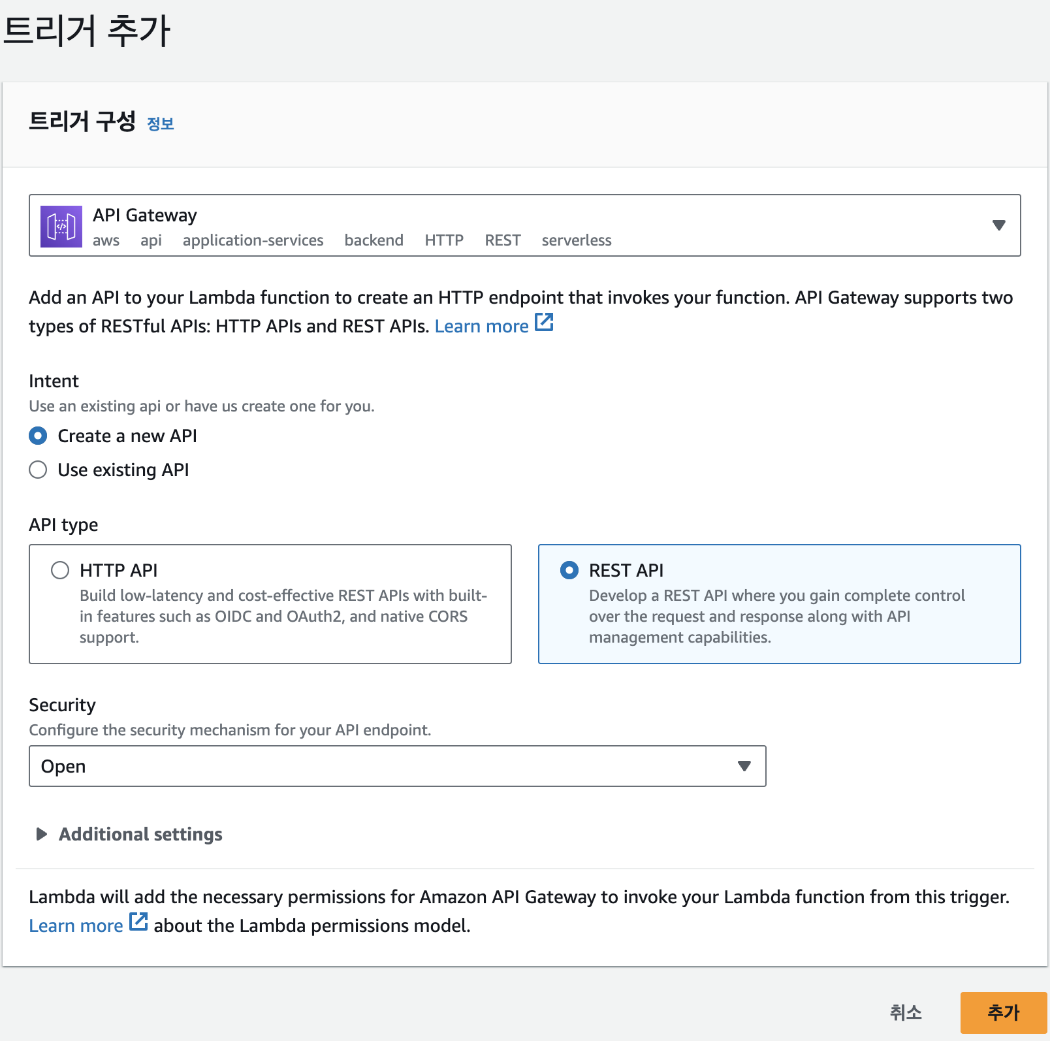 트리거 추가
트리거 구성 정보
API Gateway
aws api application-services backend HTTP REST serverless
Add an API to your Lambda function to create an HTTP endpoint that invokes your function. API Gateway supports two
types of RESTful APIs: HTTP APIs and REST APIs. Learn more
Intent
Use an existing api or have us create one for you.
Create a new API
Use existing API
API type
HTTP API
Build low-latency and cost-effective REST APIs with built-
in features such as OIDC and OAuth2, and native CORS
support.
REST API
Develop a REST API where you gain complete control
over the request and response along with API
management capabilities.
Security
Configure the security mechanism for your API endpoint.
Open
Additional settings
Lambda will add the necessary permissions for Amazon API Gateway to invoke your Lambda function from this trigger.
Learn more about the Lambda permissions model.
취소 추가